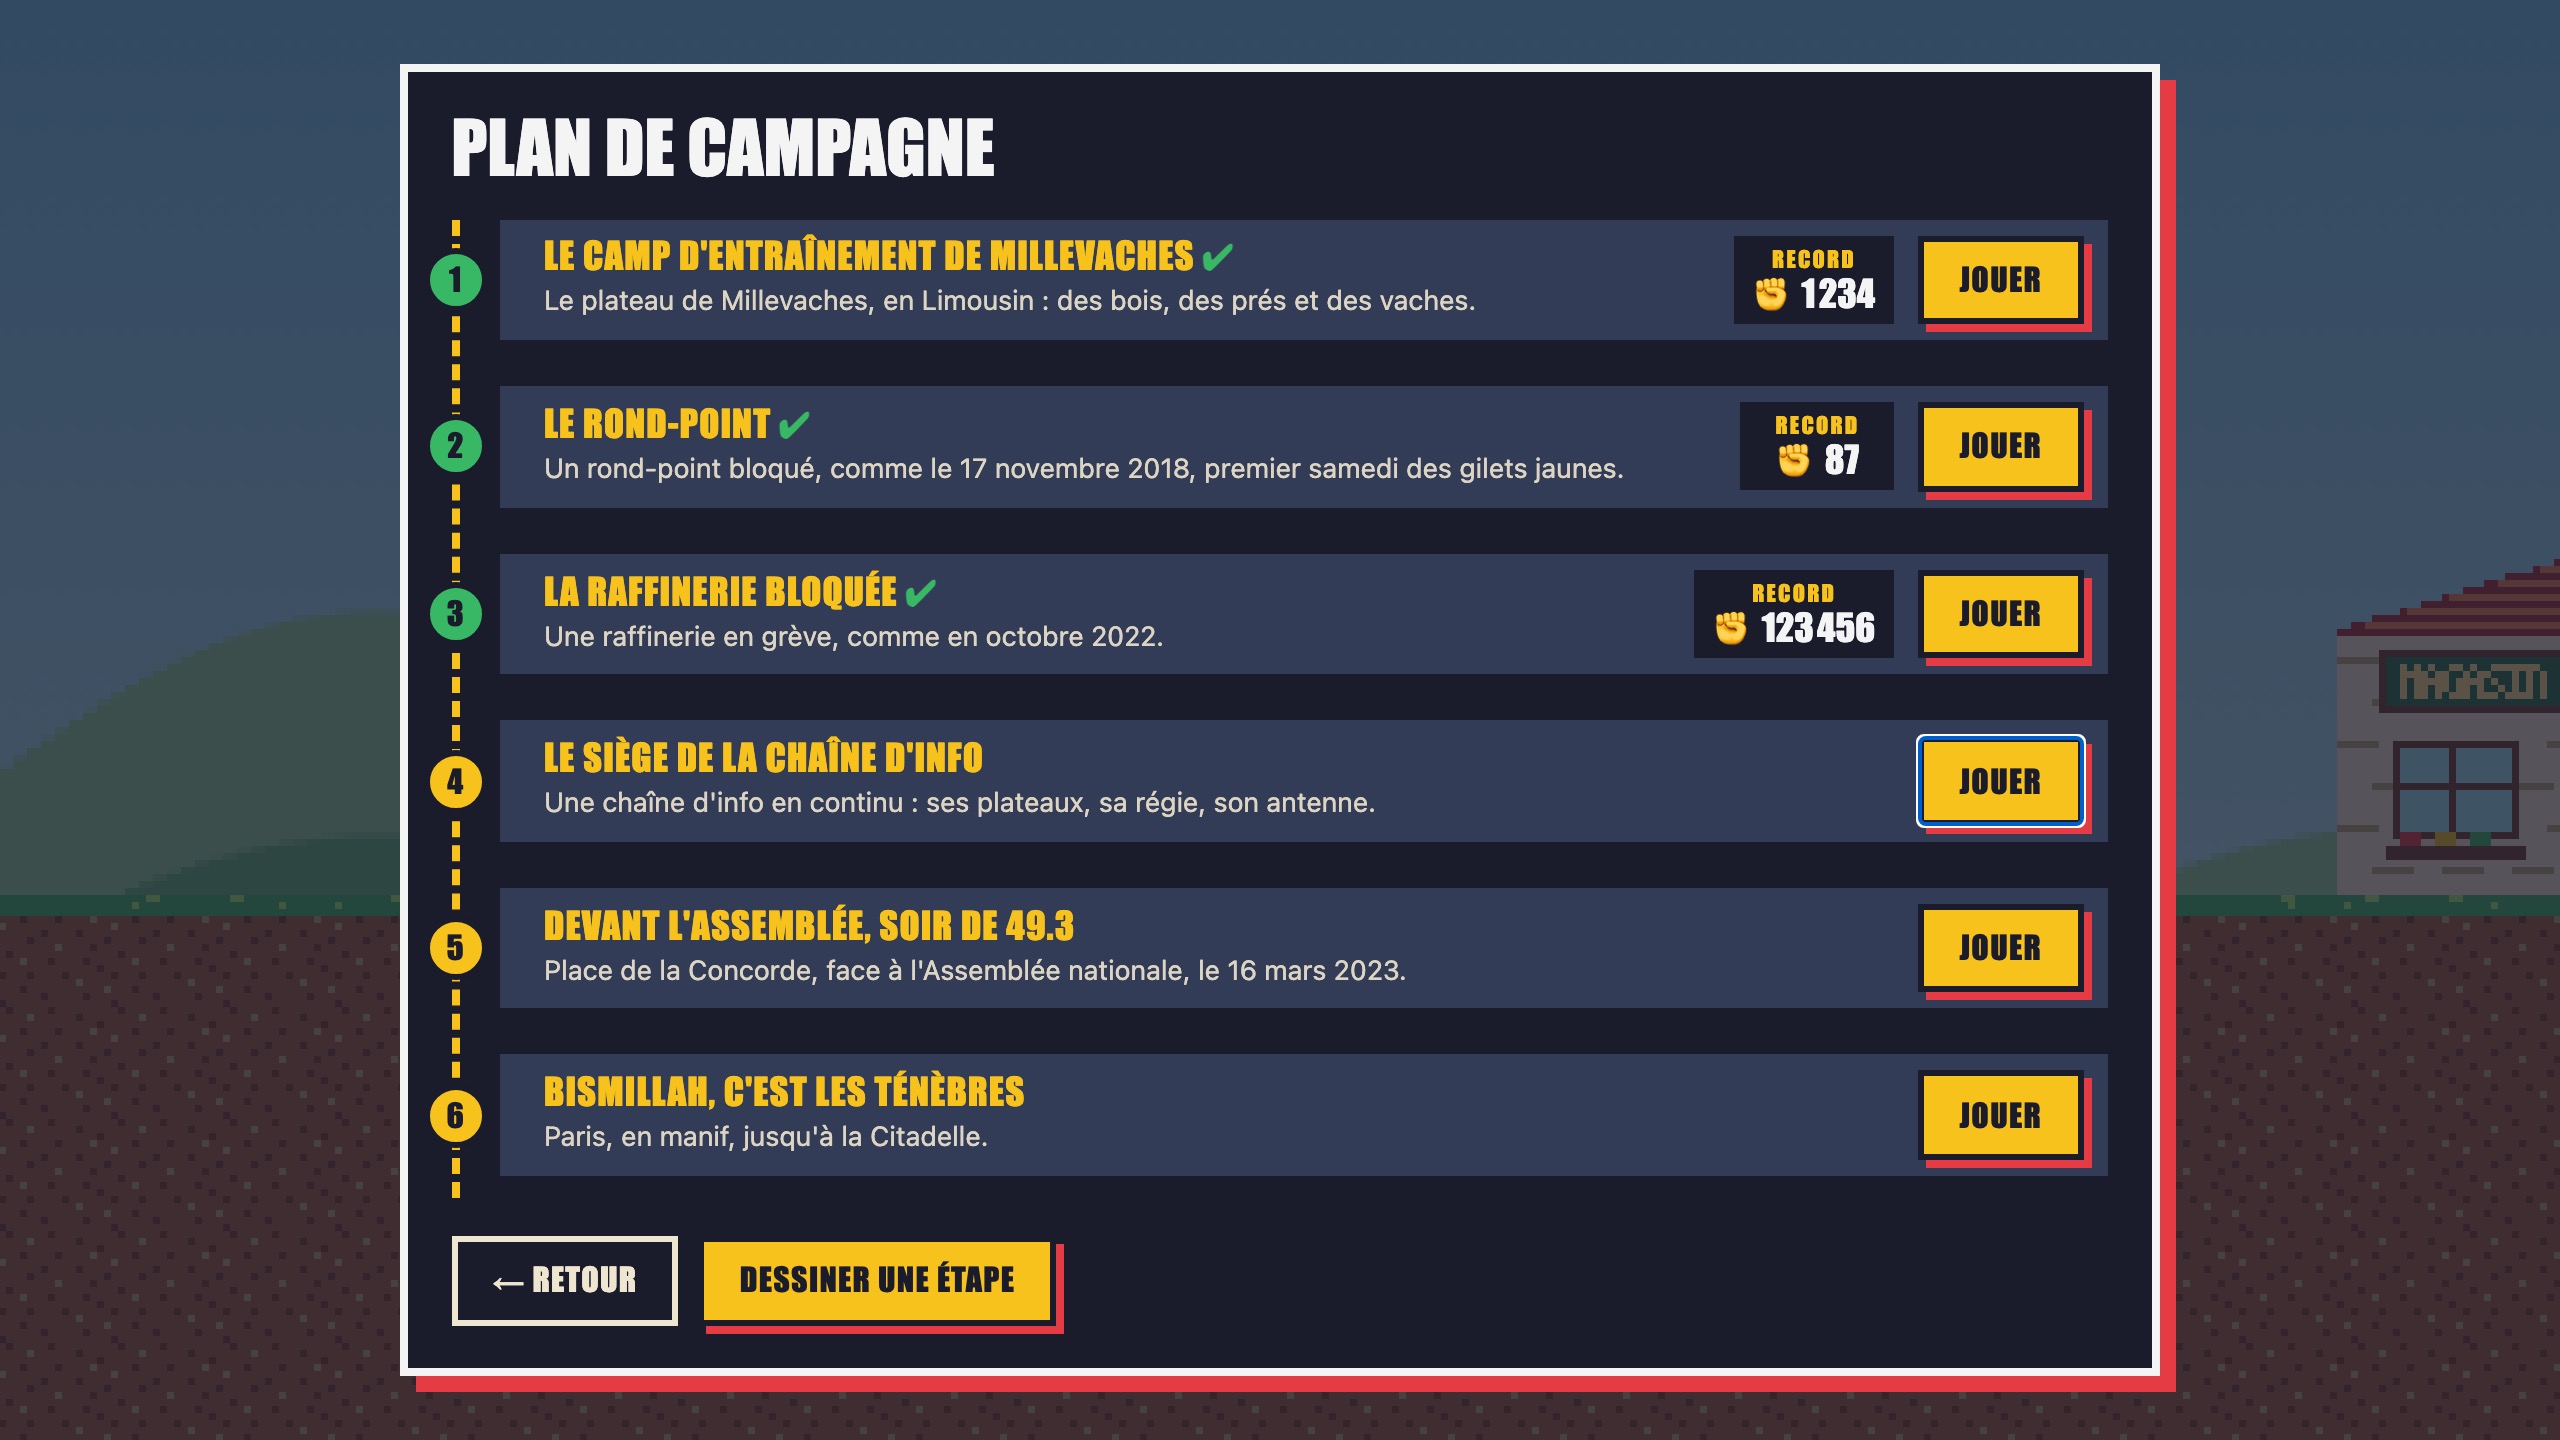 PLAN DE CAMPAGNE
1
LE CAMP D'ENTRAÎNEMENT DE MILLEVACHES ✔
Le plateau de Millevaches, en Limousin : des bois, des prés et des vaches.
RECORD
✊ 1 234
JOUER
2
LE ROND-POINT ✔
Un rond-point bloqué, comme le 17 novembre 2018, premier samedi des gilets jaunes.
RECORD
✊ 87
JOUER
3
LA RAFFINERIE BLOQUÉE ✔
Une raffinerie en grève, comme en octobre 2022.
RECORD
✊ 123 456
JOUER
4
LE SIÈGE DE LA CHAÎNE D'INFO
Une chaîne d'info en continu : ses plateaux, sa régie, son antenne.
JOUER
5
DEVANT L'ASSEMBLÉE, SOIR DE 49.3
Place de la Concorde, face à l'Assemblée nationale, le 16 mars 2023.
JOUER
6
BISMILLAH, C'EST LES TÉNÈBRES
Paris, en manif, jusqu'à la Citadelle.
JOUER
← RETOUR
DESSINER UNE ÉTAPE
MAGASIN